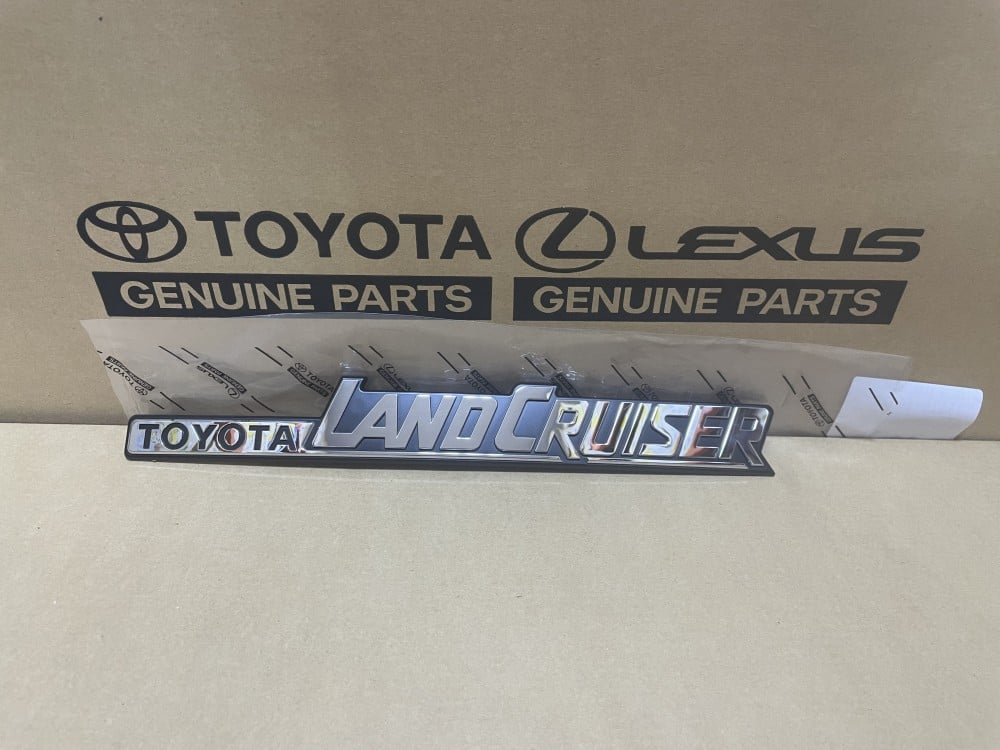 TOYOTA LEXUS
GENUINE PARTS GENUINE PARTS
TOYOTA LANDCRUISER